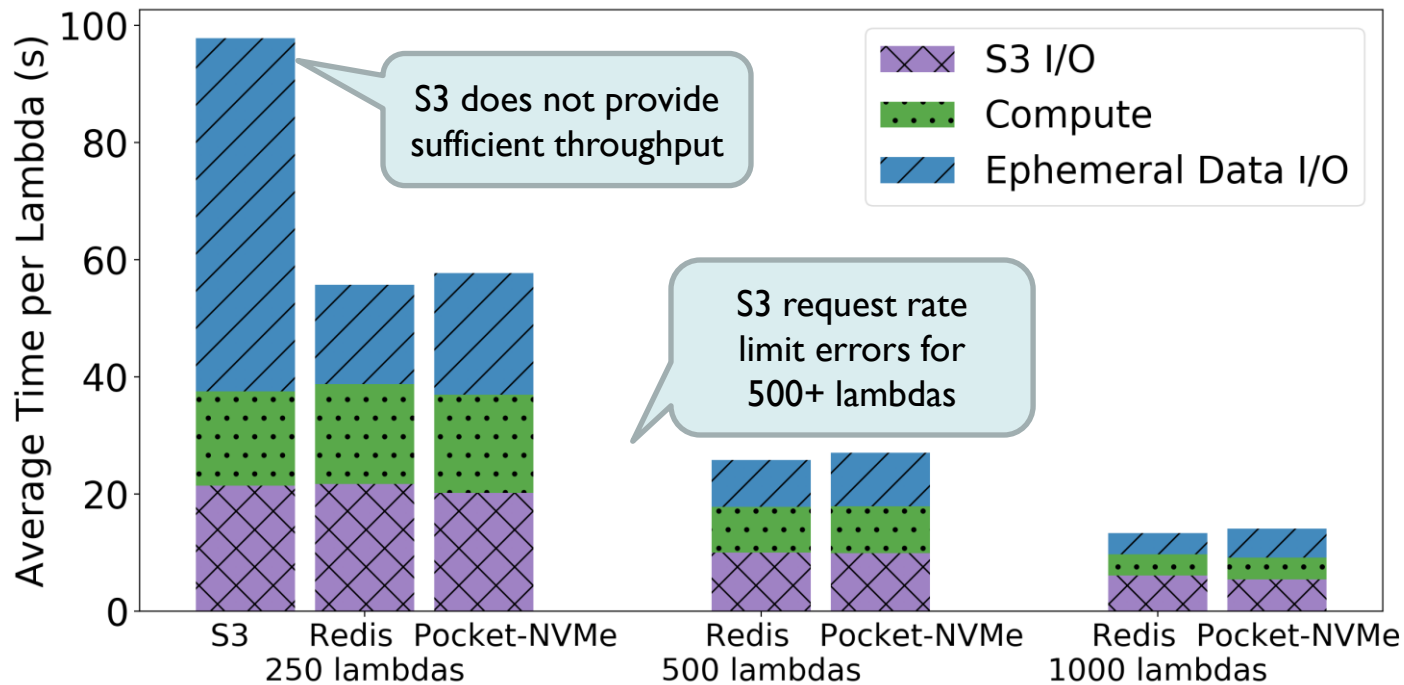 Average Time per Lambda (s)
100
80
60
40
20
0
S3 does not provide
sufficient throughput
S3 I/O
Compute
Ephemeral Data I/O
S3 request rate
limit errors for
500+ lambdas
S3 Redis Pocket-NVMe Redis Pocket-NVMe Redis Pocket-NVMe
250 lambdas 500 lambdas 1000 lambdas